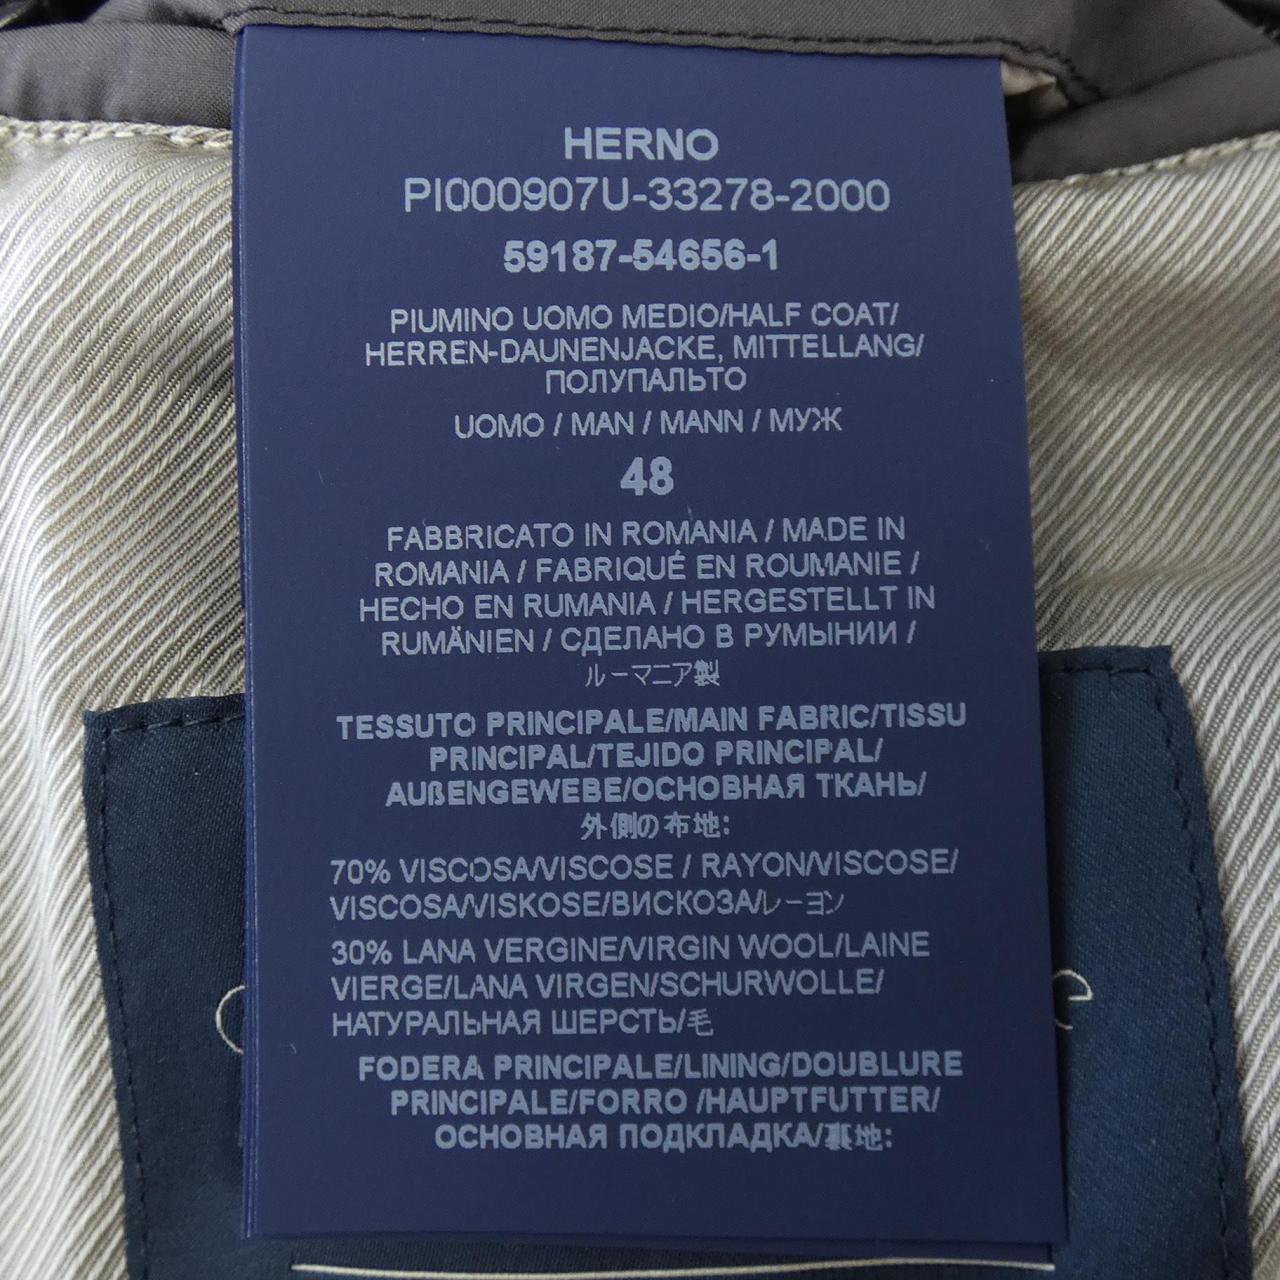 HERNO
PI000907U-33278-2000
59187-54656-1
PIUMINO UOMO MEDIO/HALF COAT/
HERREN-DAUNENJACKE, MITTELLANG/
ПОЛУПАЛЬТО
UOMO / MAN / MANN / МУЖ
48
FABBRICATO IN ROMANIA / MADE IN
ROMANIA / FABRIQUÉ EN ROUMANIE /
HECHO EN RUMANIA / HERGESTELLT IN
RUMÄNIEN / СДЕЛАНО В РУМЫНИИ /
ルーマニア製
TESSUTO PRINCIPALE/MAIN FABRIC/TISSU
PRINCIPAL/TEJIDO PRINCIPAL/
AUßENGEWEBE/ОСНОВНАЯ ТКАНЬ/
外側の布地:
70% VISCOSA/VISCOSE / RAYON/VISCOSE/
VISCOSA/VISKOSE/ВИСКОЗА/レーヨン
30% LANA VERGINE/VIRGIN WOOL/LAINE
VIERGE/LANA VIRGEN/SCHURWOLLE/
НАТУРАЛЬНАЯ ШЕРСТЬ/毛
FODERA PRINCIPALE/LINING/DOUBLURE
PRINCIPALE/FORRO /HAUPTFUTTER/
ОСНОВНАЯ ПОДКЛАДКА/裏地: